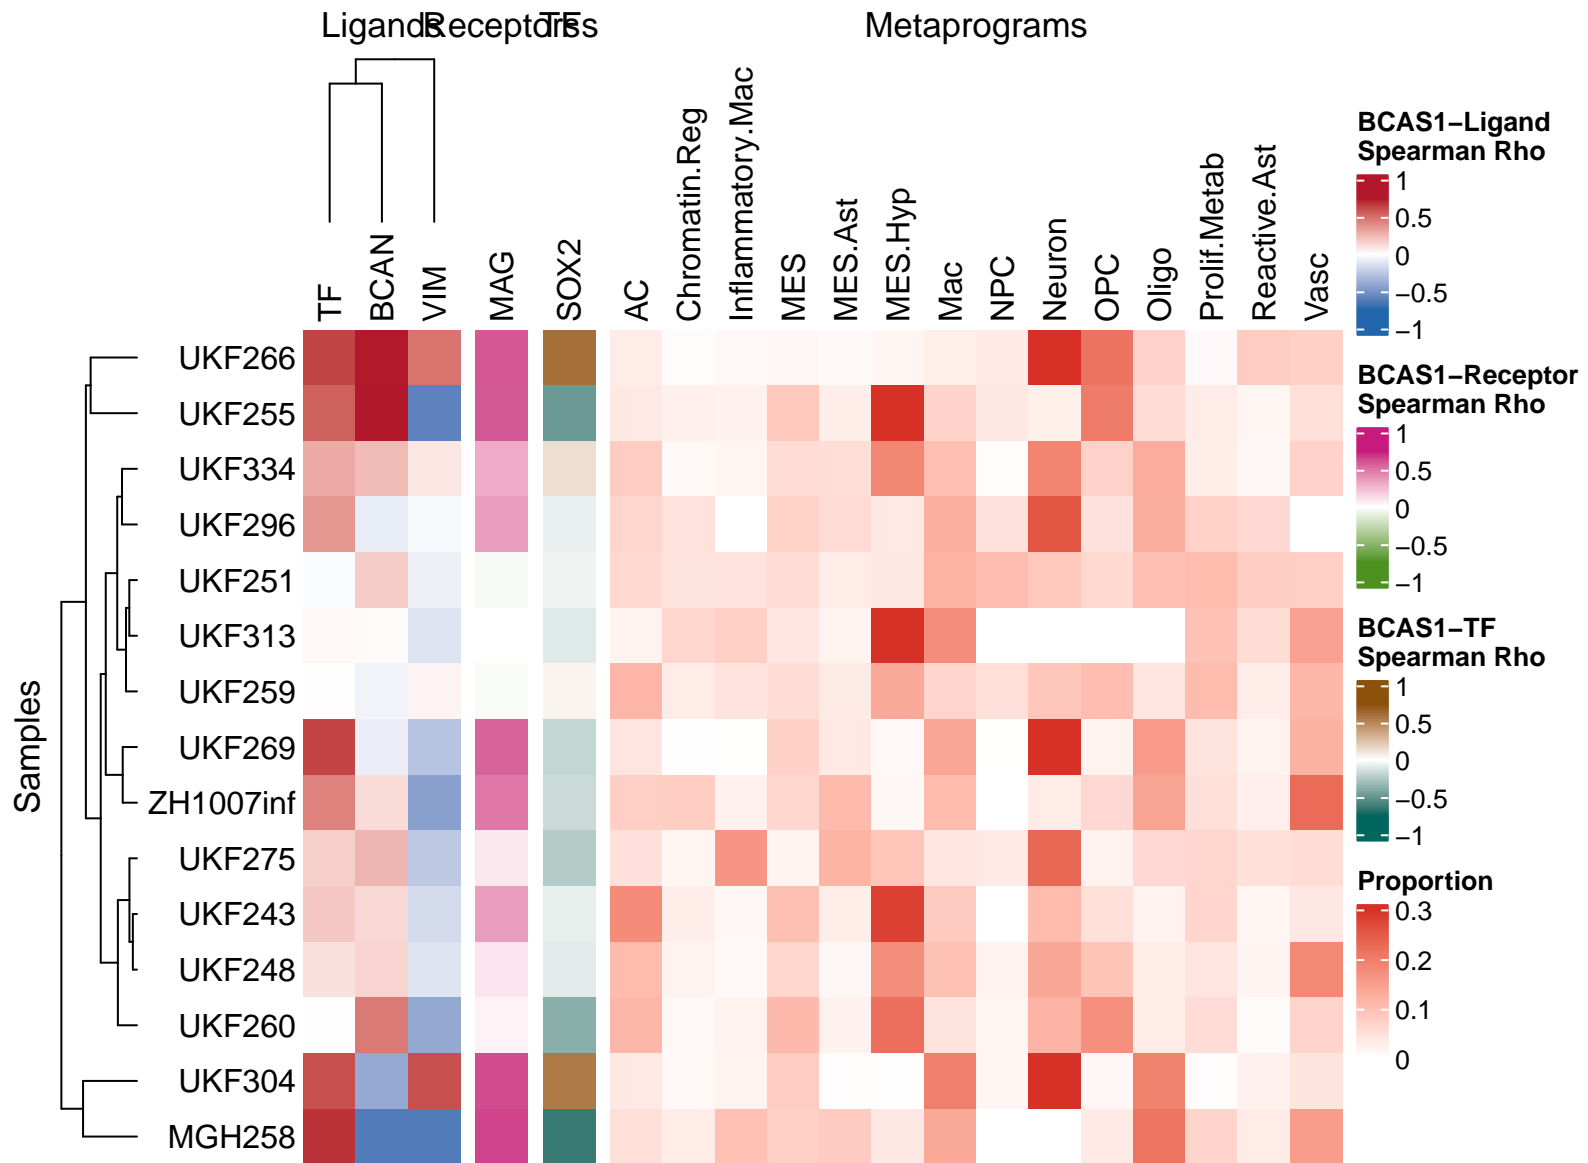 Ligands Receptors TFs Metaprograms
TF
BCAN
VIM
MAG
SOX2
AC
Chromatin.Reg
Inflammatory.Mac
MES
MES.Ast
MES.Hyp
Mac
NPC
Neuron
OPC
Oligo
Prolif.Metab
Reactive.Ast
Vasc
Samples
UKF266
UKF255
UKF334
UKF296
UKF251
UKF313
UKF259
UKF269
ZH1007inf
UKF275
UKF243
UKF248
UKF260
UKF304
MGH258
BCAS1−Ligand
Spearman Rho
1
0.5
0
−0.5
−1
BCAS1−Receptor
Spearman Rho
1
0.5
0
−0.5
−1
BCAS1−TF
Spearman Rho
1
0.5
0
−0.5
−1
Proportion
0.3
0.2
0.1
0